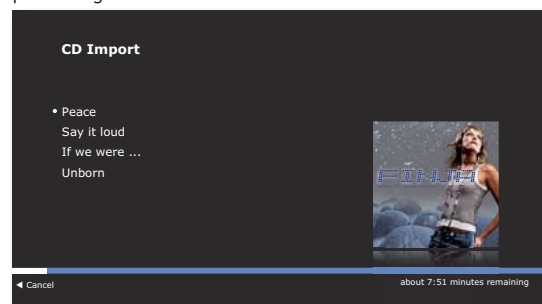 CD Import
• Peace
Say it loud
If we were ...
Unborn
FINJA
◀ Cancel
about 7:51 minutes remaining